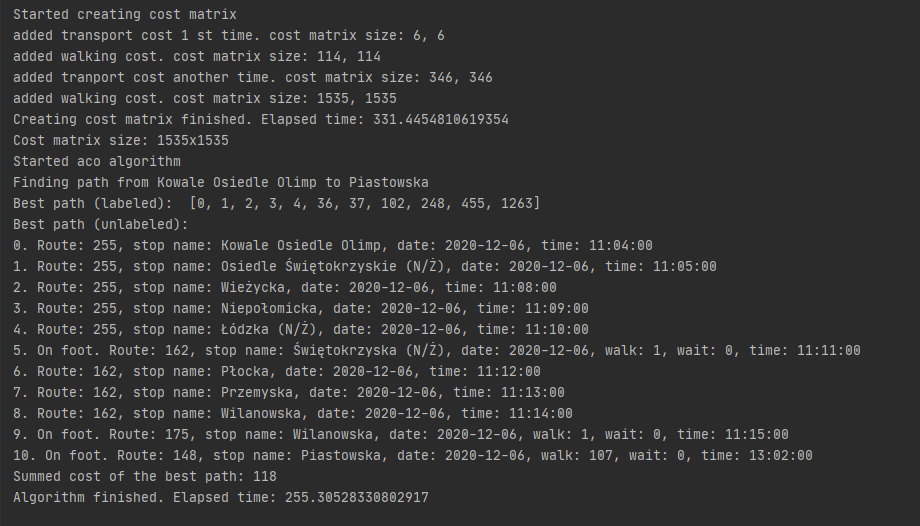 Started creating cost matrix
added transport cost 1 st time. cost matrix size: 6, 6
added walking cost. cost matrix size: 114, 114
added tranport cost another time. cost matrix size: 346, 346
added walking cost. cost matrix size: 1535, 1535
Creating cost matrix finished. Elapsed time: 331.4454810619354
Cost matrix size: 1535x1535
Started aco algorithm
Finding path from Kowale Osiedle Olimp to Piastowska
Best path (labeled):  [0, 1, 2, 3, 4, 36, 37, 102, 248, 455, 1263]
Best path (unlabeled):
0. Route: 255, stop name: Kowale Osiedle Olimp, date: 2020-12-06, time: 11:04:00
1. Route: 255, stop name: Osiedle Świętokrzyskie (N/Ż), date: 2020-12-06, time: 11:05:00
2. Route: 255, stop name: Wieżycka, date: 2020-12-06, time: 11:08:00
3. Route: 255, stop name: Niepołomicka, date: 2020-12-06, time: 11:09:00
4. Route: 255, stop name: Łódzka (N/Ż), date: 2020-12-06, time: 11:10:00
5. On foot. Route: 162, stop name: Świętokrzyska (N/Ż), date: 2020-12-06, walk: 1, wait: 0, time: 11:11:00
6. Route: 162, stop name: Płocka, date: 2020-12-06, time: 11:12:00
7. Route: 162, stop name: Przemyska, date: 2020-12-06, time: 11:13:00
8. Route: 162, stop name: Wilanowska, date: 2020-12-06, time: 11:14:00
9. On foot. Route: 175, stop name: Wilanowska, date: 2020-12-06, walk: 1, wait: 0, time: 11:15:00
10. On foot. Route: 148, stop name: Piastowska, date: 2020-12-06, walk: 107, wait: 0, time: 13:02:00
Summed cost of the best path: 118
Algorithm finished. Elapsed time: 255.30528330802917